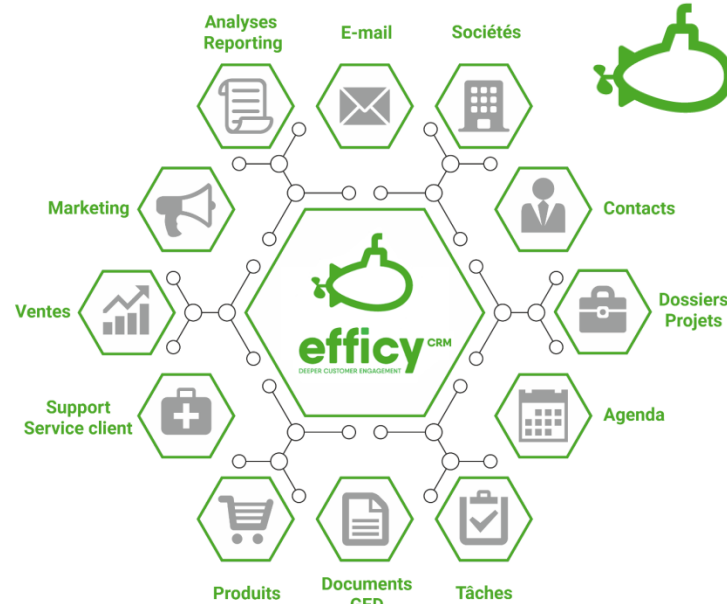 Analyses
Reporting
E-mail
Sociétés
Marketing
Contacts
Ventes
Dossiers
Projets
efficy CRM
DEEPER CUSTOMER ENGAGEMENT
Support
Service client
Agenda
Produits
Documents
GED
Tâches